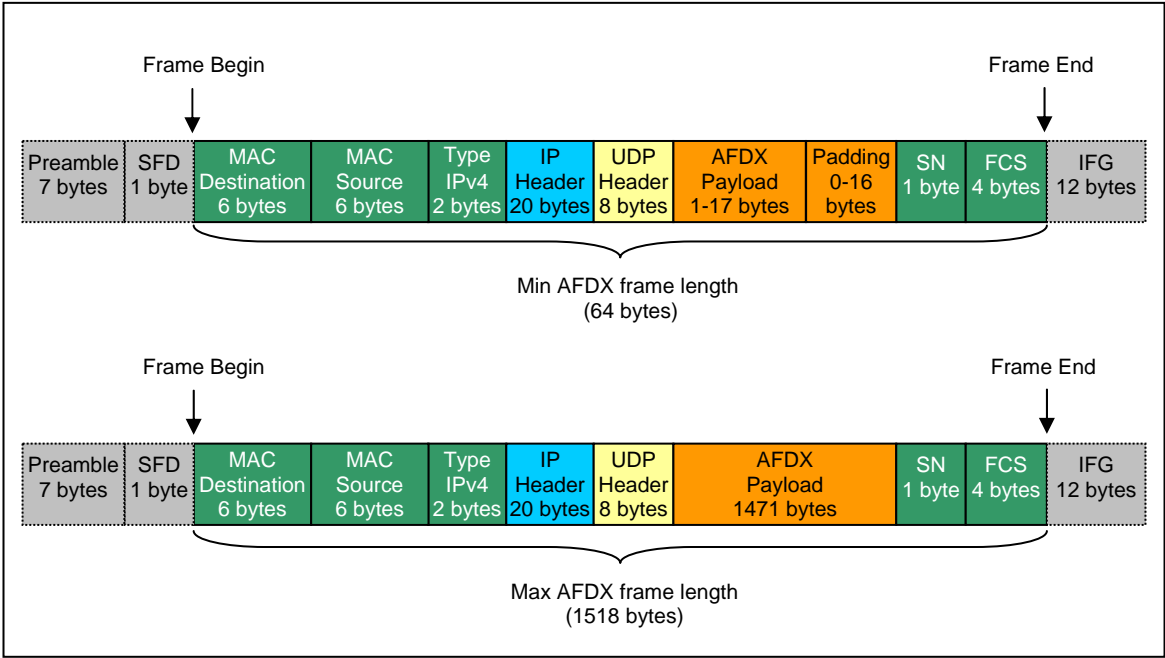 Frame Begin
Frame End
Preamble
7 bytes
SFD
1 byte
MAC
Destination
6 bytes
MAC
Source
6 bytes
Type
IPv4
2 bytes
IP
Header
20 bytes
UDP
Header
8 bytes
AFDX
Payload
1-17 bytes
Padding
0-16
bytes
SN
1 byte
FCS
4 bytes
IFG
12 bytes
Min AFDX frame length
(64 bytes)
Frame Begin
Frame End
Preamble
7 bytes
SFD
1 byte
MAC
Destination
6 bytes
MAC
Source
6 bytes
Type
IPv4
2 bytes
IP
Header
20 bytes
UDP
Header
8 bytes
AFDX
Payload
1471 bytes
SN
1 byte
FCS
4 bytes
IFG
12 bytes
Max AFDX frame length
(1518 bytes)